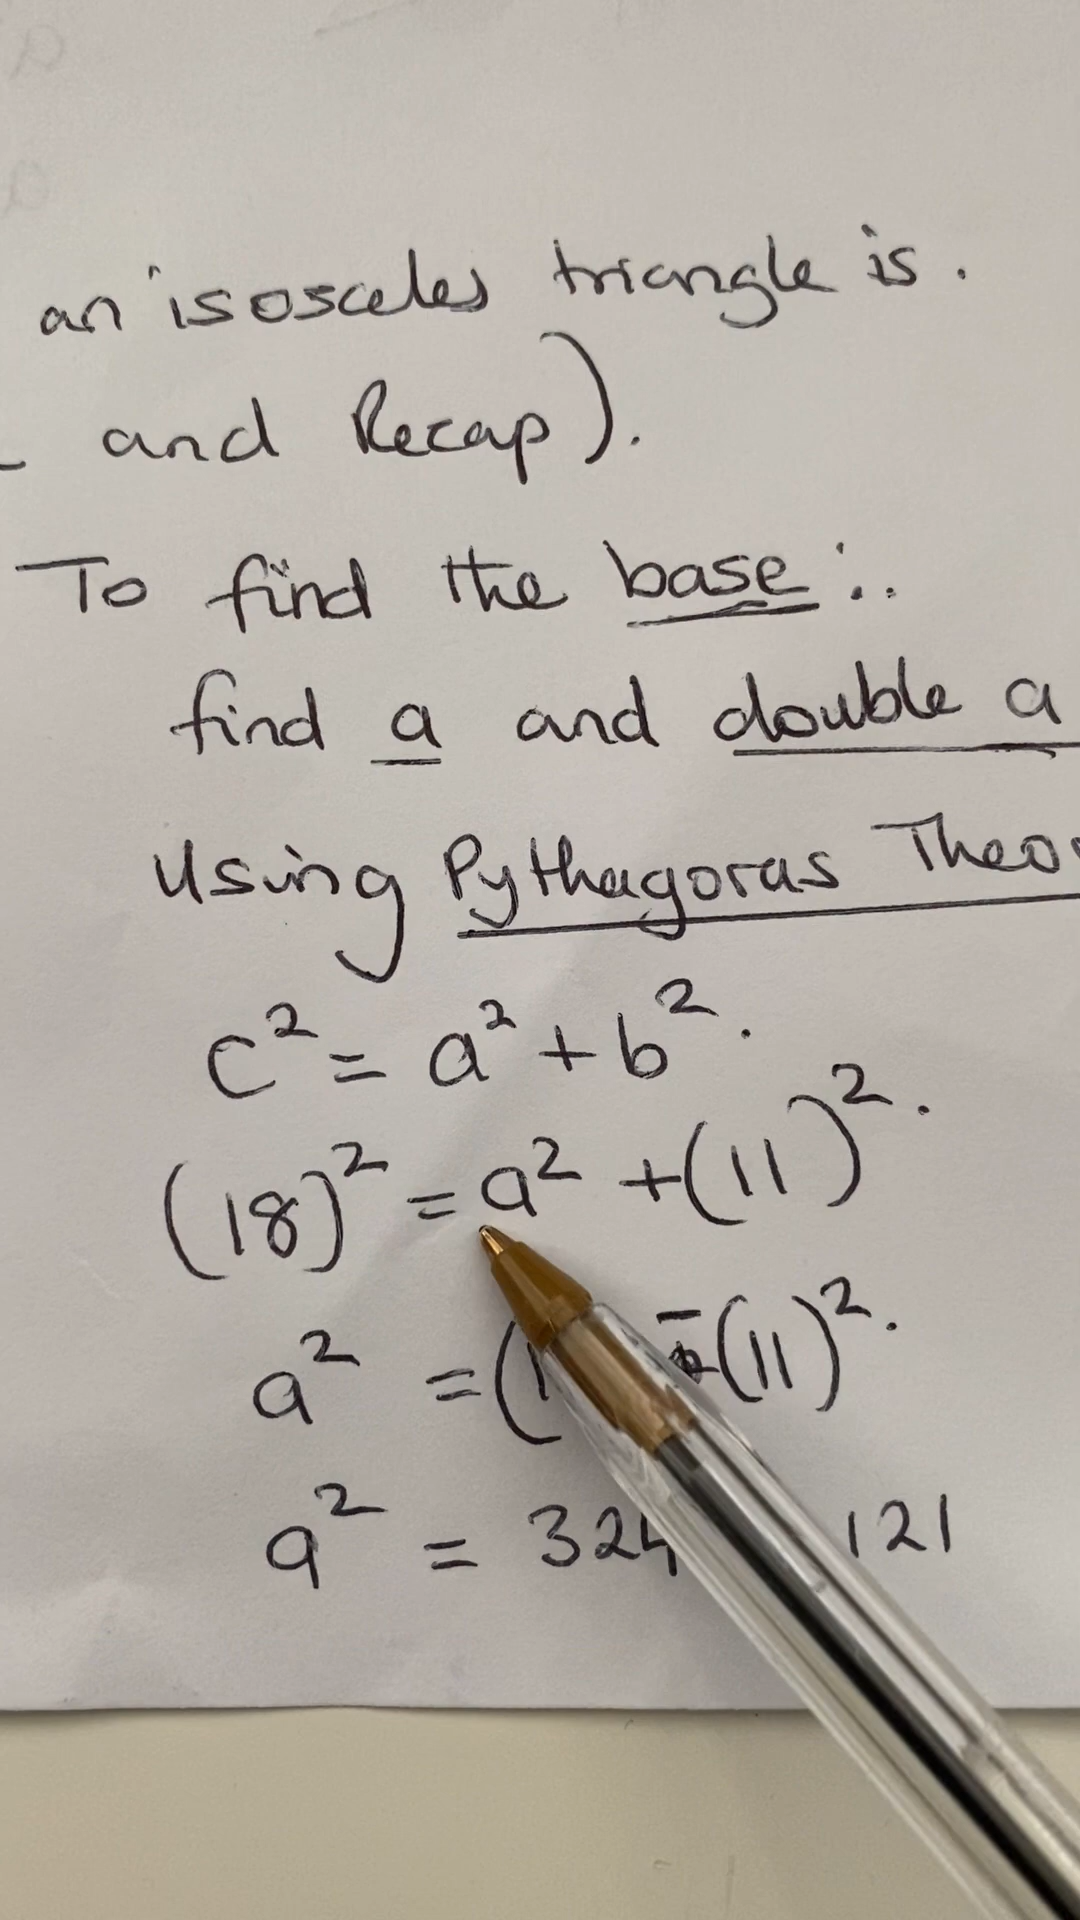 an isosceles triangle is.
and Recap).
To find the base:.
find a and double a
Using Pythagoras
c² = a² + b².
(18)² = a² + (11)².
a² = ( -(11)².
a² = 324 121